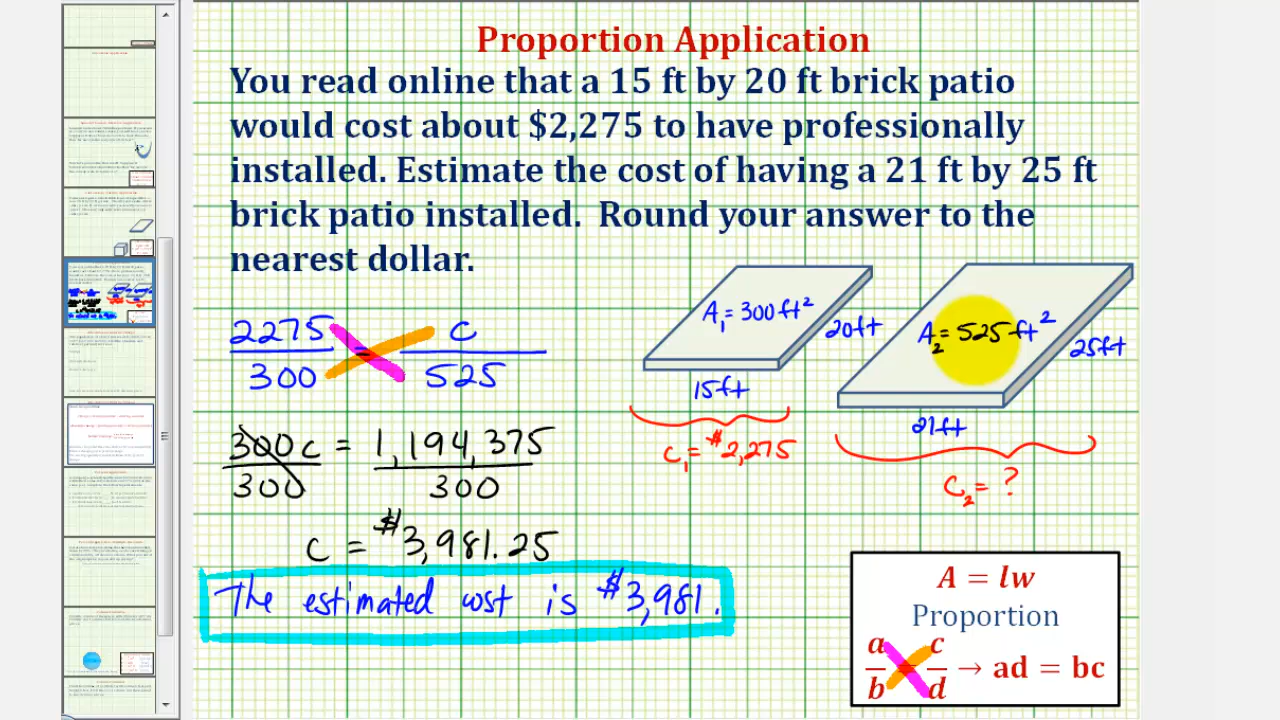 Proportion Application
You read online that a 15 ft by 20 ft brick patio
would cost about $2,275 to have professionally
installed. Estimate the cost of having a 21 ft by 25 ft
brick patio installed. Round your answer to the
nearest dollar.
2275 / 300 = c / 525
300c / 300 = 1,194,375 / 300
c = $3,981.25
The estimated cost is $3,981.
A₁ = 300 ft²
20ft
15ft
C₁ = $2,275
A₂ = 525 ft²
25ft
21ft
C₂ = ?
A = lw
Proportion
a/b = c/d → ad = bc